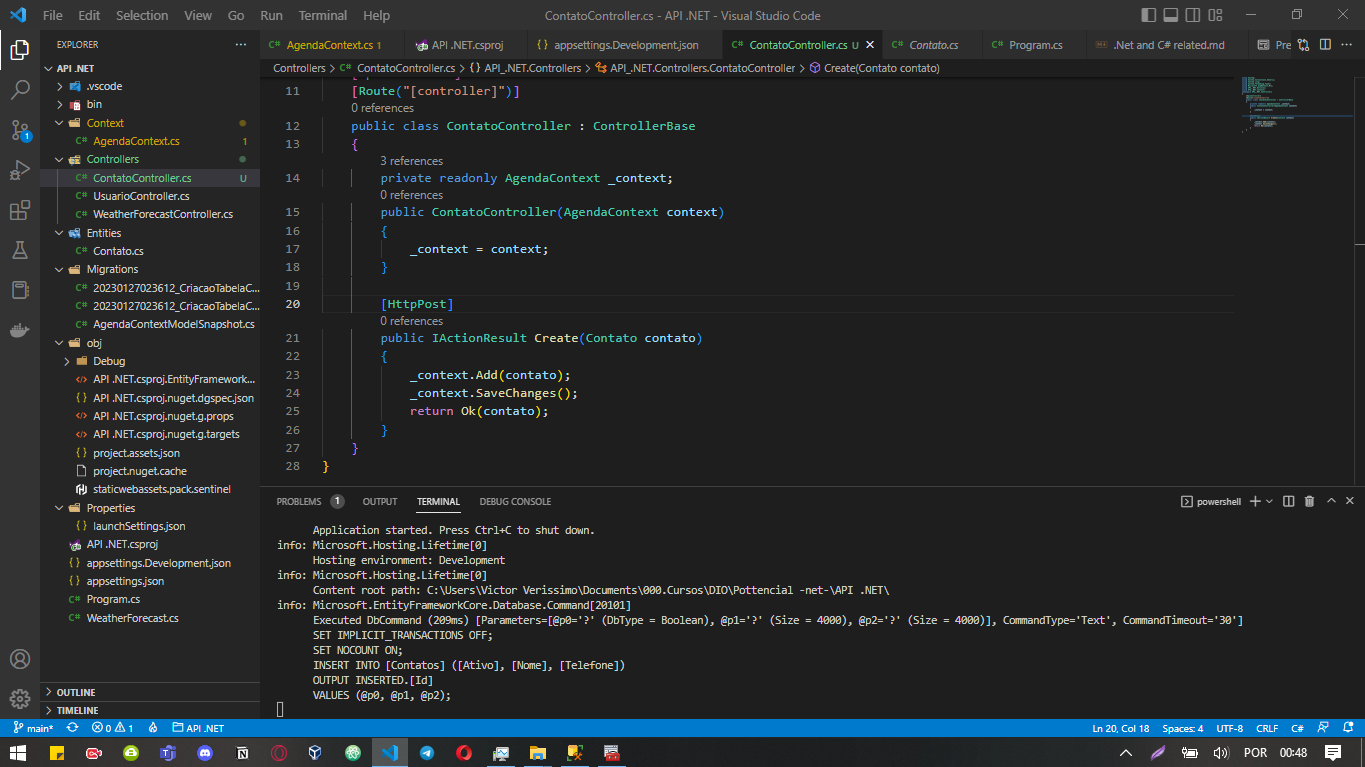 File Edit Selection View Go Run Terminal Help ContatoController.cs - API .NET - Visual Studio Code
EXPLORER
API .NET
.vscode
bin
Context
AgendaContext.cs 1
Controllers
ContatoController.cs U
UsuarioController.cs
WeatherForecastController.cs
Entities
Contato.cs
Migrations
20230127023612_CriacaoTabelaC...
20230127023612_CriacaoTabelaC...
AgendaContextModelSnapshot.cs
obj
Debug
API .NET.csproj.EntityFramework...
API .NET.csproj.nuget.dgspec.json
API .NET.csproj.nuget.g.props
API .NET.csproj.nuget.g.targets
project.assets.json
project.nuget.cache
staticwebassets.pack.sentinel
Properties
launchSettings.json
API .NET.csproj
appsettings.Development.json
appsettings.json
Program.cs
WeatherForecast.cs
OUTLINE
TIMELINE
1
AgendaContext.cs 1 API .NET.csproj appsettings.Development.json ContatoController.cs U Contato.cs Program.cs .Net and C# related.md Pre
Controllers > ContatoController.cs > {} API_.NET.Controllers > API_.NET.Controllers.ContatoController > Create(Contato contato)
11 [Route("[controller]")]
0 references
12 public class ContatoController : ControllerBase
13 {
3 references
14 private readonly AgendaContext _context;
0 references
15 public ContatoController(AgendaContext context)
16 {
17 _context = context;
18 }
19
20 [HttpPost]
0 references
21 public IActionResult Create(Contato contato)
22 {
23 _context.Add(contato);
24 _context.SaveChanges();
25 return Ok(contato);
26 }
27 }
28 }
PROBLEMS 1 OUTPUT TERMINAL DEBUG CONSOLE powershell
Application started. Press Ctrl+C to shut down.
info: Microsoft.Hosting.Lifetime[0]
Hosting environment: Development
info: Microsoft.Hosting.Lifetime[0]
Content root path: C:\Users\Victor Verissimo\Documents\000.Cursos\DIO\Pottencial -net-\API .NET\
info: Microsoft.EntityFrameworkCore.Database.Command[20101]
Executed DbCommand (209ms) [Parameters=[@p0='?' (DbType = Boolean), @p1='?' (Size = 4000), @p2='?' (Size = 4000)], CommandType='Text', CommandTimeout='30']
SET IMPLICIT_TRANSACTIONS OFF;
SET NOCOUNT ON;
INSERT INTO [Contatos] ([Ativo], [Nome], [Telefone])
OUTPUT INSERTED.[Id]
VALUES (@p0, @p1, @p2);
main* 0 1 API .NET Ln 20, Col 18 Spaces: 4 UTF-8 CRLF C#
POR 00:48